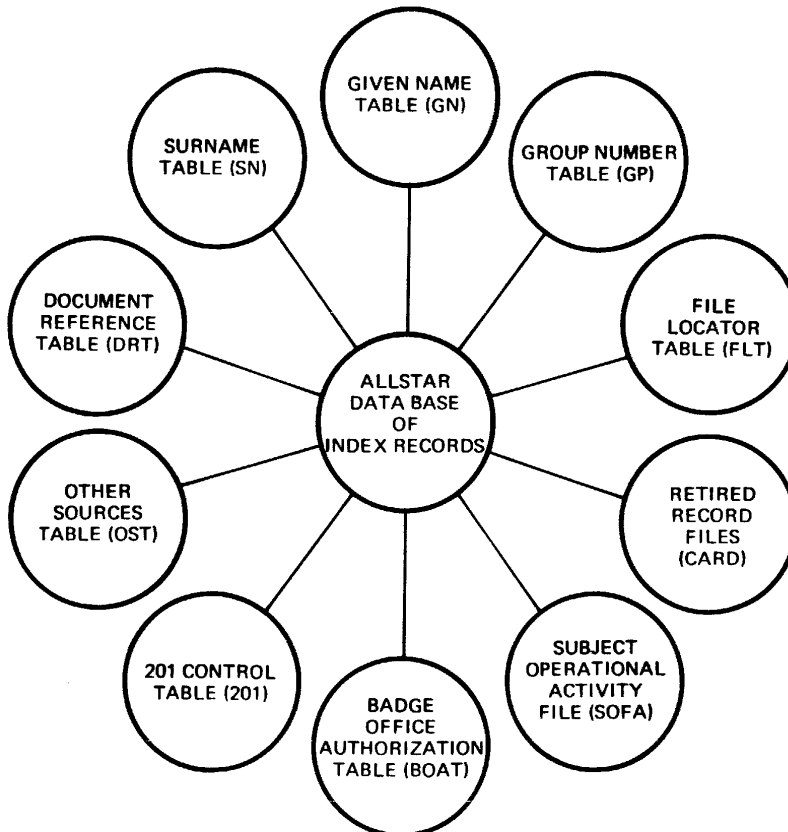 GIVEN NAME
TABLE (GN)
SURNAME
TABLE (SN)
GROUP NUMBER
TABLE (GP)
DOCUMENT
REFERENCE
TABLE (DRT)
FILE
LOCATOR
TABLE (FLT)
ALLSTAR
DATA BASE
OF
INDEX RECORDS
OTHER
SOURCES
TABLE (OST)
RETIRED
RECORD
FILES
(CARD)
201 CONTROL
TABLE (201)
BADGE
OFFICE
AUTHORIZATION
TABLE (BOAT)
SUBJECT
OPERATIONAL
ACTIVITY
FILE (SOFA)